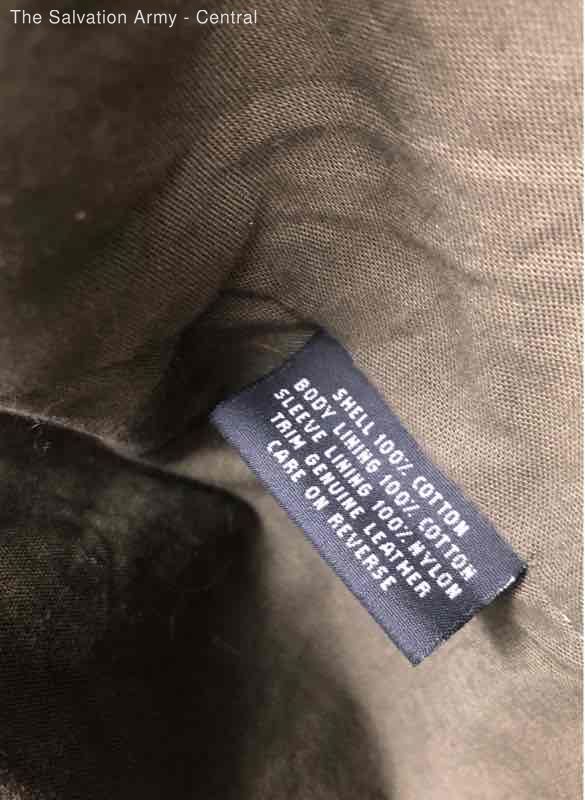 The Salvation Army - Central
SHELL 100% COTTON
BODY LINING 100% COTTON
SLEEVE LINING 100% NYLON
TRIM GENUINE LEATHER
CARE ON REVERSE